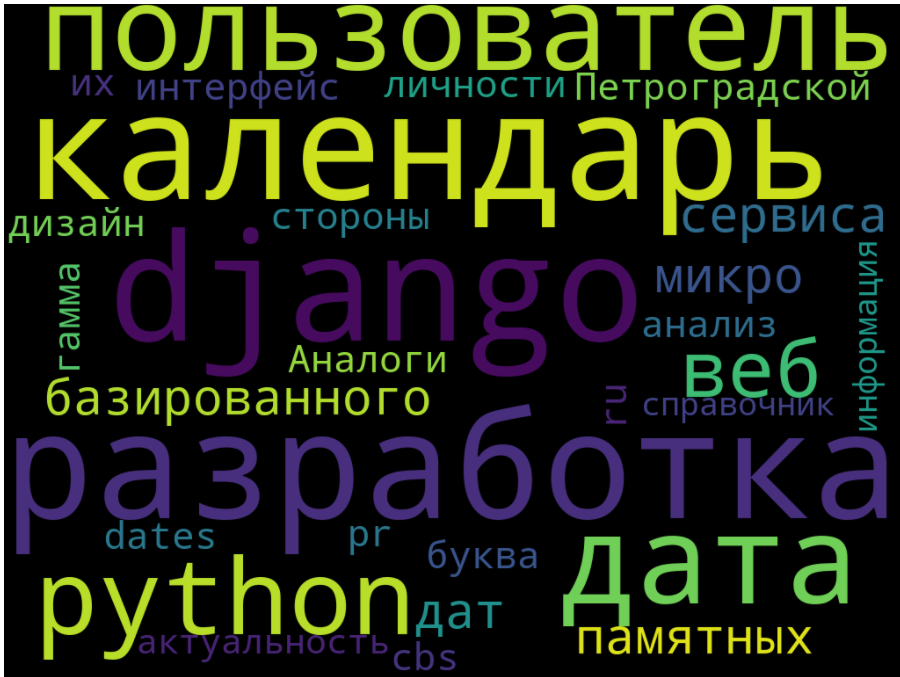 пользователь
их интерфейс личности Петроградской
календарь
дизайн стороны сервиса
django
гамма
микро
информация
анализ
Аналоги
веб
базированного
ru
справочник
разработка
dates pr
буква
дата
python
дат
памятных
актуальность
cbs